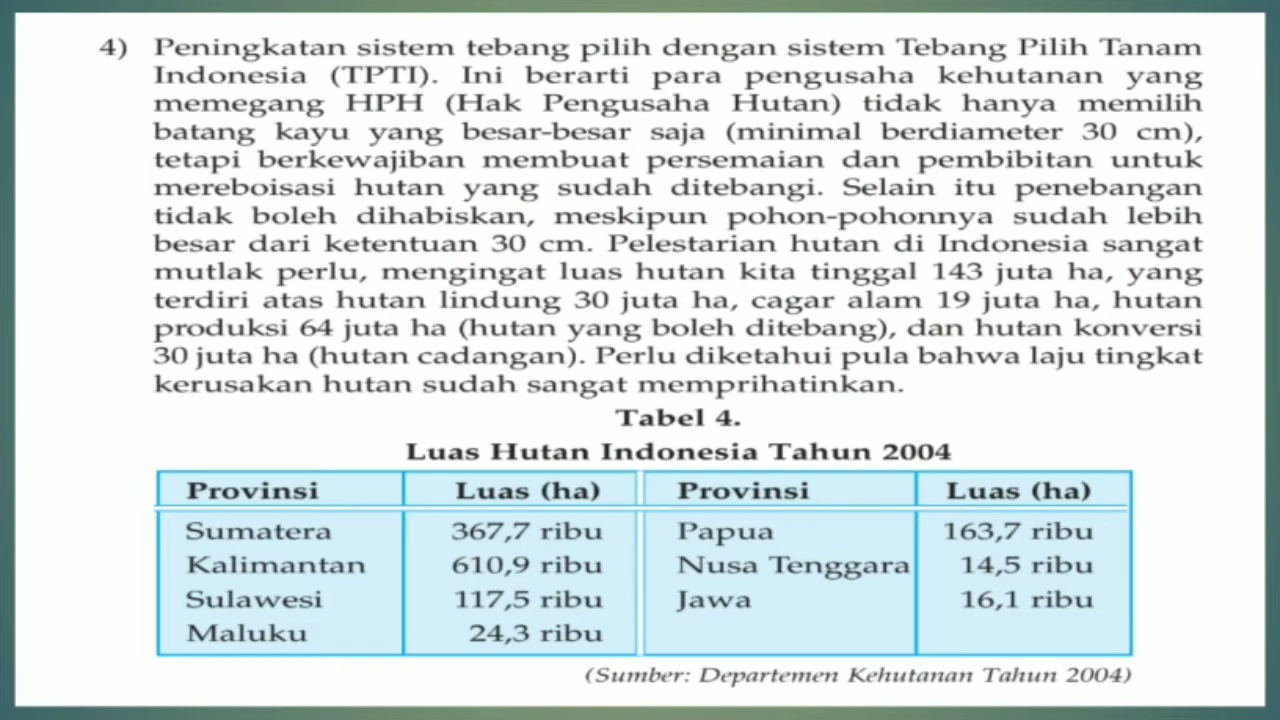 4) Peningkatan sistem tebang pilih dengan sistem Tebang Pilih Tanam
Indonesia (TPTI). Ini berarti para pengusaha kehutanan yang
memegang HPH (Hak Pengusaha Hutan) tidak hanya memilih
batang kayu yang besar-besar saja (minimal berdiameter 30 cm),
tetapi berkewajiban membuat persemaian dan pembibitan untuk
mereboisasi hutan yang sudah ditebangi. Selain itu penebangan
tidak boleh dihabiskan, meskipun pohon-pohonnya sudah lebih
besar dari ketentuan 30 cm. Pelestarian hutan di Indonesia sangat
mutlak perlu, mengingat luas hutan kita tinggal 143 juta ha, yang
terdiri atas hutan lindung 30 juta ha, cagar alam 19 juta ha, hutan
produksi 64 juta ha (hutan yang boleh ditebang), dan hutan konversi
30 juta ha (hutan cadangan). Perlu diketahui pula bahwa laju tingkat
kerusakan hutan sudah sangat memprihatinkan.
Tabel 4.
Luas Hutan Indonesia Tahun 2004
Provinsi Luas (ha) Provinsi Luas (ha)
Sumatera 367,7 ribu Papua 163,7 ribu
Kalimantan 610,9 ribu Nusa Tenggara 14,5 ribu
Sulawesi 117,5 ribu Jawa 16,1 ribu
Maluku 24,3 ribu
(Sumber: Departemen Kehutanan Tahun 2004)